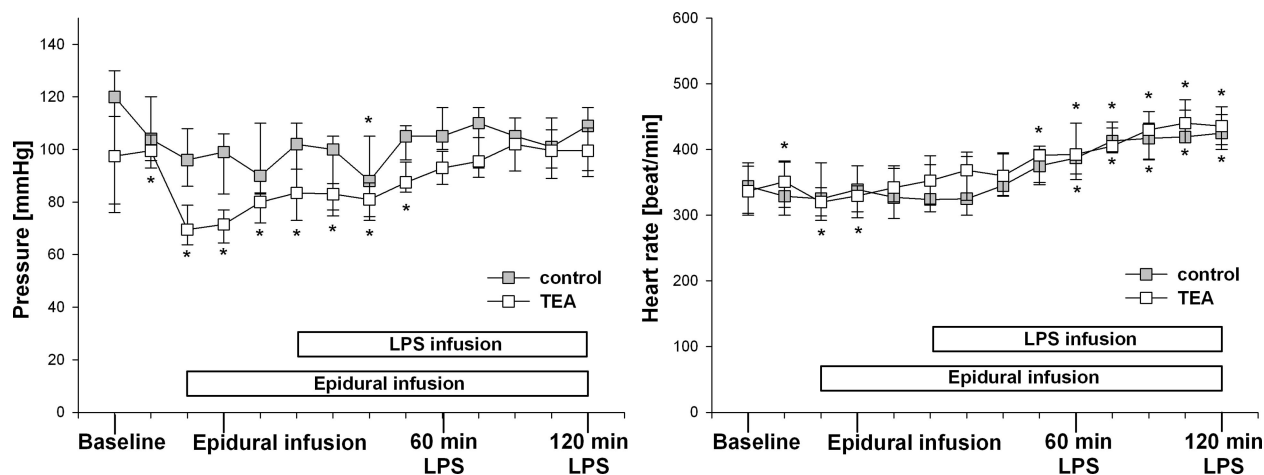 Pressure [mmHg]
140
120
100
80
60
40
20
0
* * * * * * * * * *
control
TEA
LPS infusion
Epidural infusion
Baseline
Epidural infusion
60 min
LPS
120 min
LPS
Heart rate [beat/min]
600
500
400
300
200
100
0
* * * * * * * * * * * * * *
control
TEA
LPS infusion
Epidural infusion
Baseline
Epidural infusion
60 min
LPS
120 min
LPS